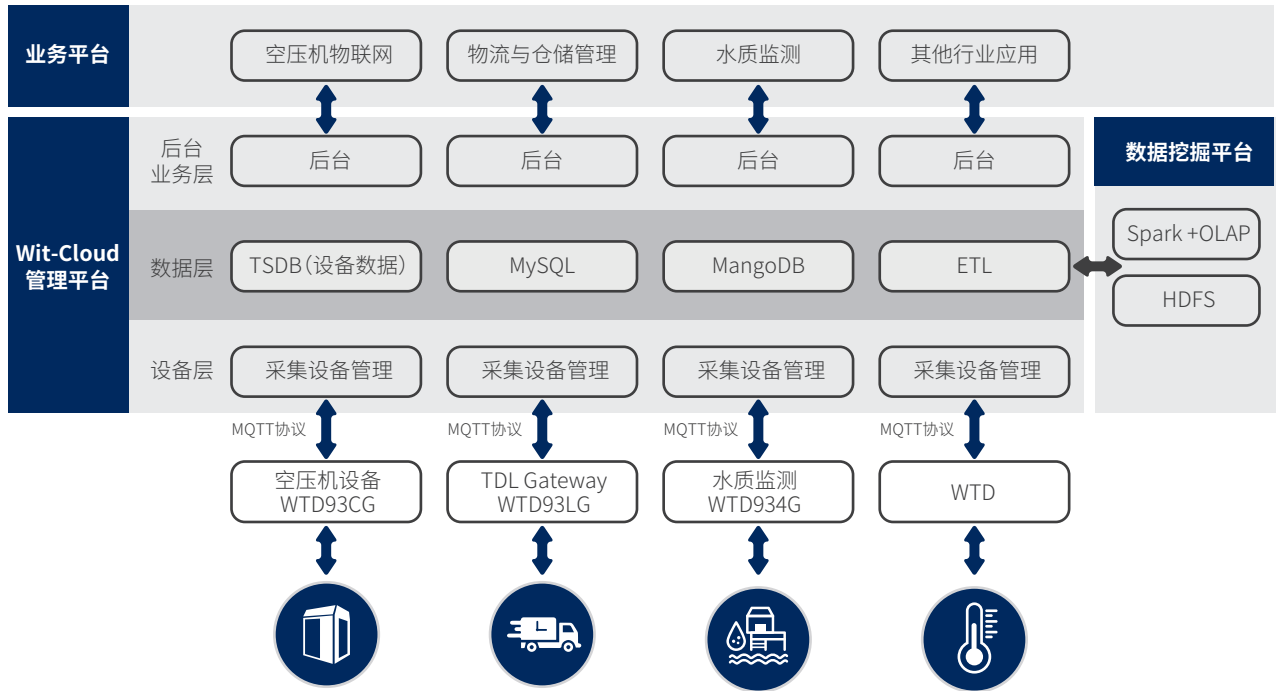 业务平台
空压机物联网
物流与仓储管理
水质监测
其他行业应用
Wit-Cloud
管理平台
后台
业务层
后台
后台
后台
后台
数据挖掘平台
Spark +OLAP
HDFS
数据层
TSDB（设备数据）
MySQL
MangoDB
ETL
设备层
采集设备管理
采集设备管理
采集设备管理
采集设备管理
MQTT协议
MQTT协议
MQTT协议
MQTT协议
空压机设备
WTD93CG
TDL Gateway
WTD93LG
水质监测
WTD934G
WTD